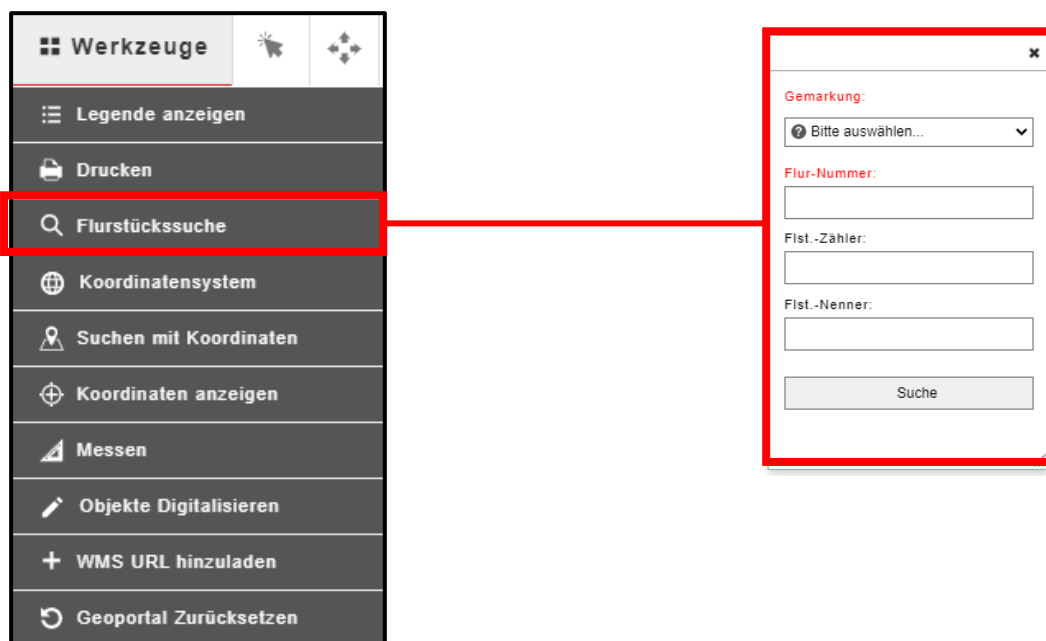 Werkzeuge
Legende anzeigen
Drucken
Flurstückssuche
Koordinatensystem
Suchen mit Koordinaten
Koordinaten anzeigen
Messen
Objekte Digitalisieren
WMS URL hinzuladen
Geoportal Zurücksetzen
Gemarkung:
Bitte auswählen...
Flur-Nummer:
Flst.-Zähler:
Flst.-Nenner:
Suche